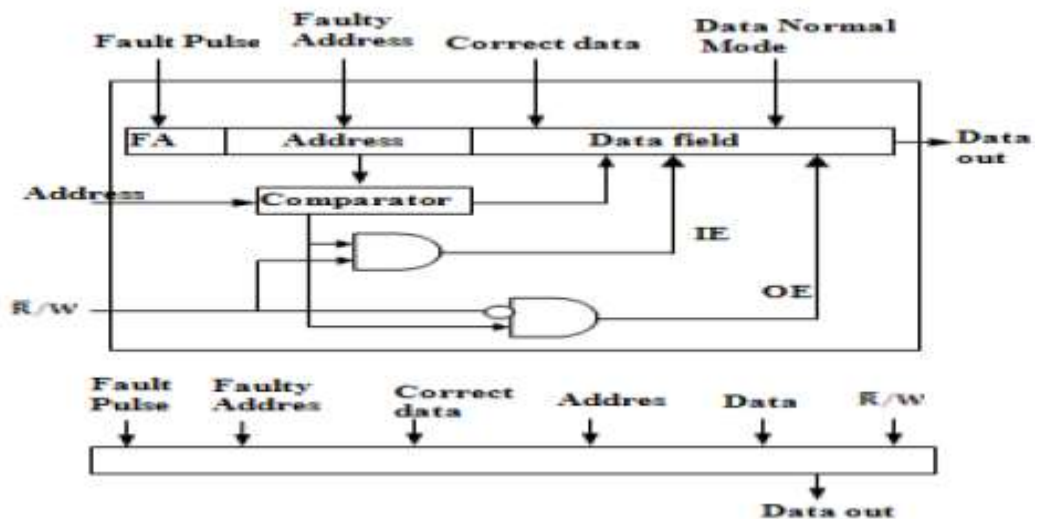 Fault Pulse
Faulty
Address
Correct data
Data Normal
Mode
FA
Address
Data field
Data
out
Address
Comparator
IE
R̅/W
OE
Fault
Pulse
Faulty
Addres
Correct
data
Addres
Data
R̅/W
Data out